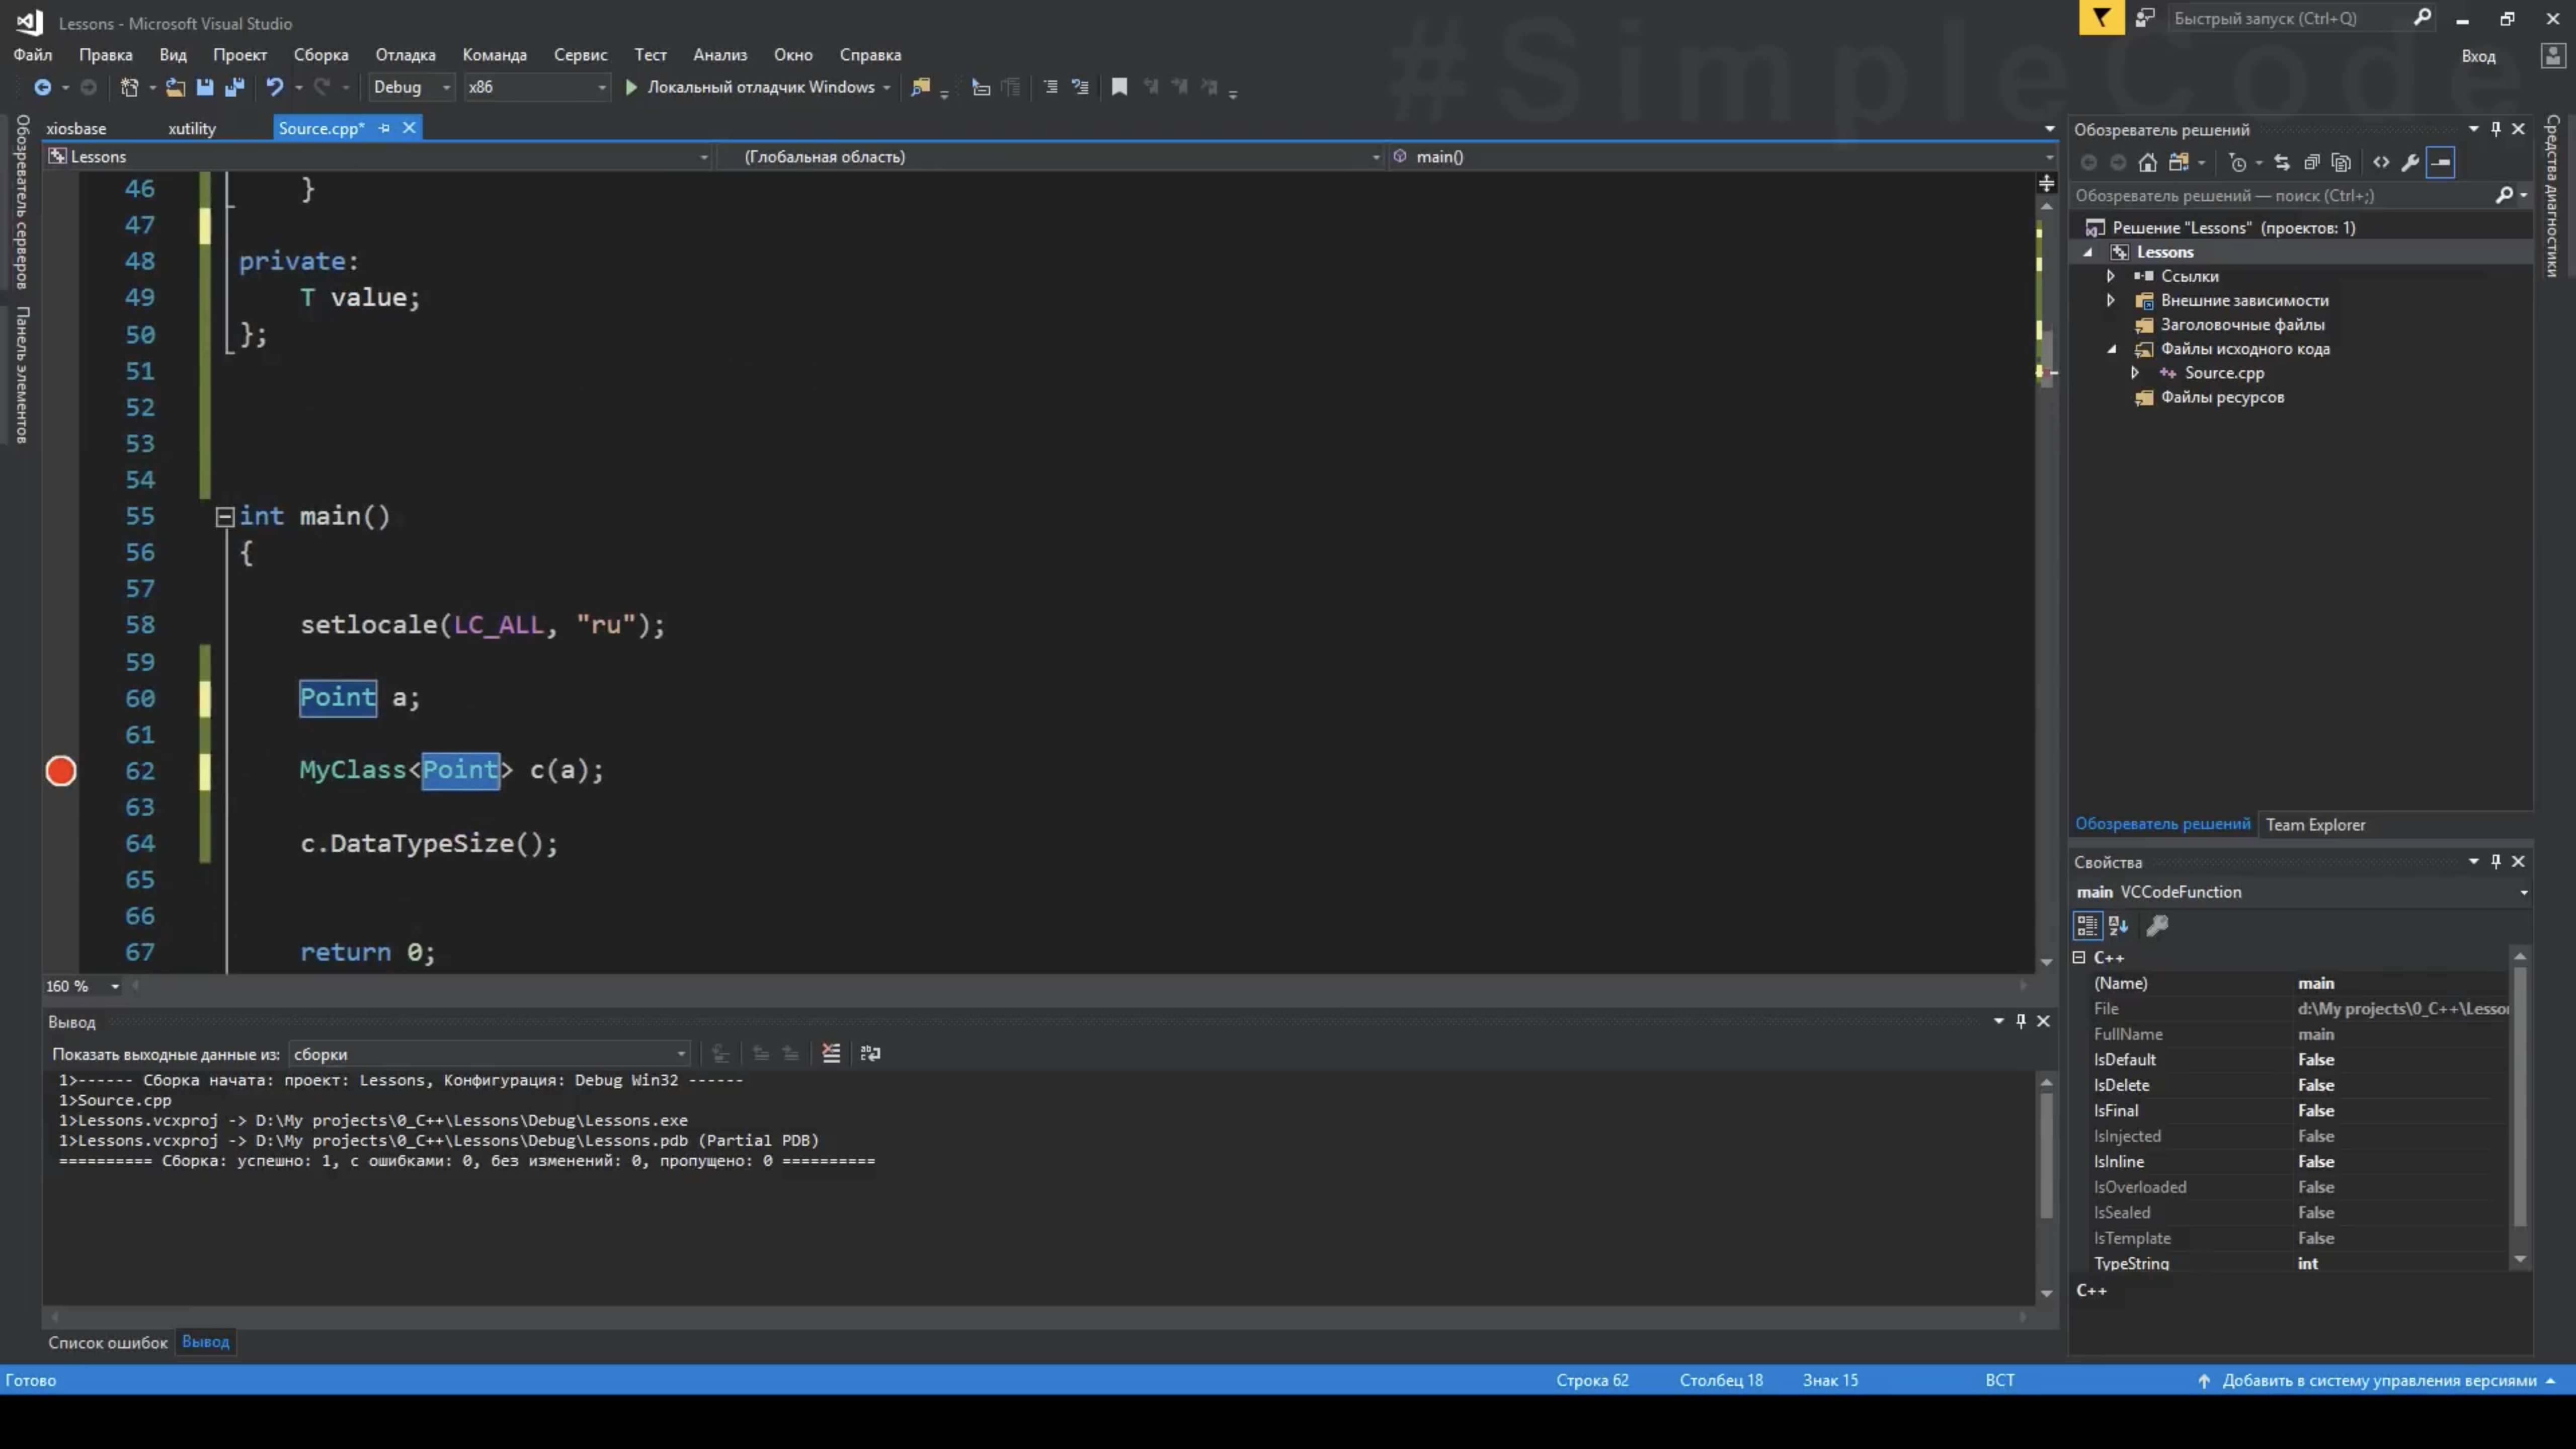 Lessons - Microsoft Visual Studio
#SimpleCode
Быстрый запуск (Ctrl+Q)
Файл Правка Вид Проект Сборка Отладка Команда Сервис Тест Анализ Окно Справка
Вход
Debug x86 Локальный отладчик Windows
Обозреватель серверов
Панель элементов
xiosbase xutility Source.cpp*
Lessons (Глобальная область) main()
46 }
47
48 private:
49 T value;
50 };
51
52
53
54
55 int main()
56 {
57
58 setlocale(LC_ALL, "ru");
59
60 Point a;
61
62 MyClass<Point> c(a);
63
64 c.DataTypeSize();
65
66
67 return 0;
160 %
Вывод
Показать выходные данные из: сборки
1>------ Сборка начата: проект: Lessons, Конфигурация: Debug Win32 ------
1>Source.cpp
1>Lessons.vcxproj -> D:\My projects\0_C++\Lessons\Debug\Lessons.exe
1>Lessons.vcxproj -> D:\My projects\0_C++\Lessons\Debug\Lessons.pdb (Partial PDB)
========== Сборка: успешно: 1, с ошибками: 0, без изменений: 0, пропущено: 0 ==========
Список ошибок Вывод
Обозреватель решений
Обозреватель решений — поиск (Ctrl+;)
Решение "Lessons" (проектов: 1)
Lessons
Ссылки
Внешние зависимости
Заголовочные файлы
Файлы исходного кода
Source.cpp
Файлы ресурсов
Обозреватель решений Team Explorer
Свойства
main VCCodeFunction
C++
(Name) main
File d:\My projects\0_C++\Lesso
FullName main
IsDefault False
IsDelete False
IsFinal False
IsInjected False
IsInline False
IsOverloaded False
IsSealed False
IsTemplate False
TypeString int
C++
Средства диагностики
Готово Строка 62 Столбец 18 Знак 15 ВСТ Добавить в систему управления версиями